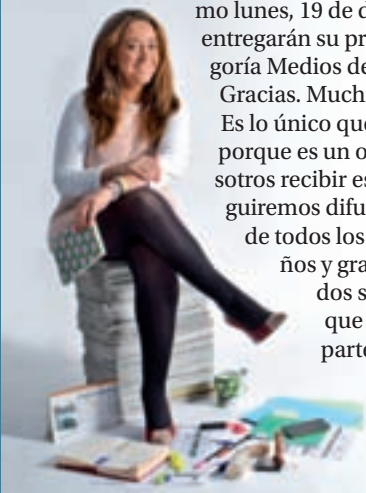 mo lunes, 19 de d
entregarán su pr
goría Medios de
Gracias. Much
Es lo único que
porque es un o
sotros recibir es
guiremos difu
de todos los
ños y gra
dos s
que
parte